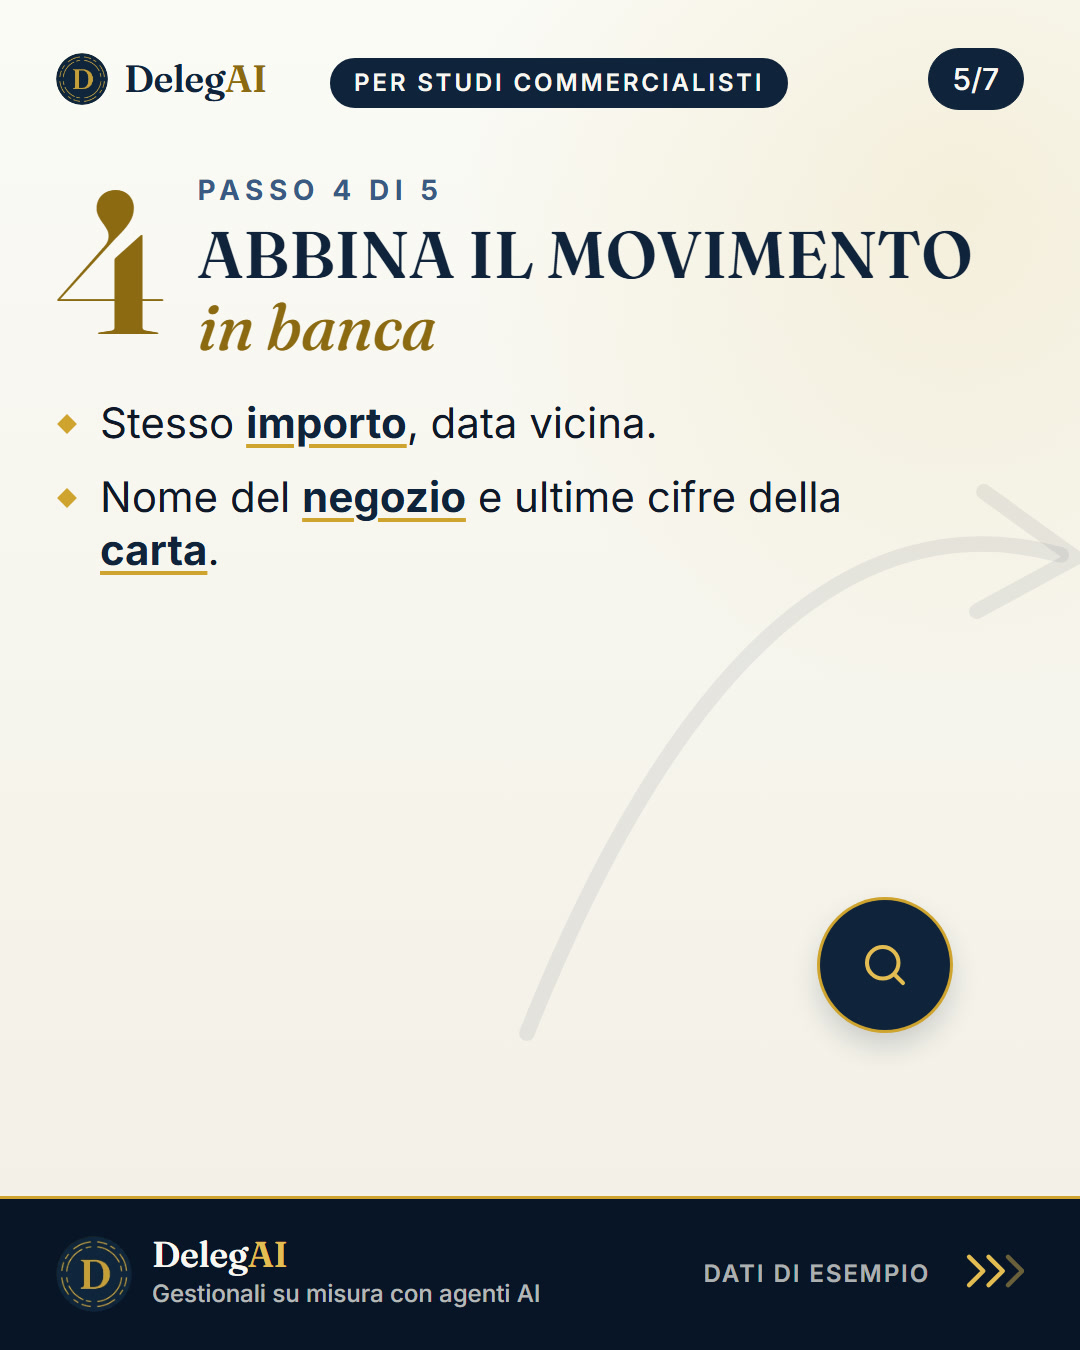 D DelegAI
PER STUDI COMMERCIALISTI
5/7
4
PASSO 4 DI 5
ABBINA IL MOVIMENTO
in banca
Stesso importo, data vicina.
Nome del negozio e ultime cifre della
carta.
D DelegAI
Gestionali su misura con agenti AI
DATI DI ESEMPIO